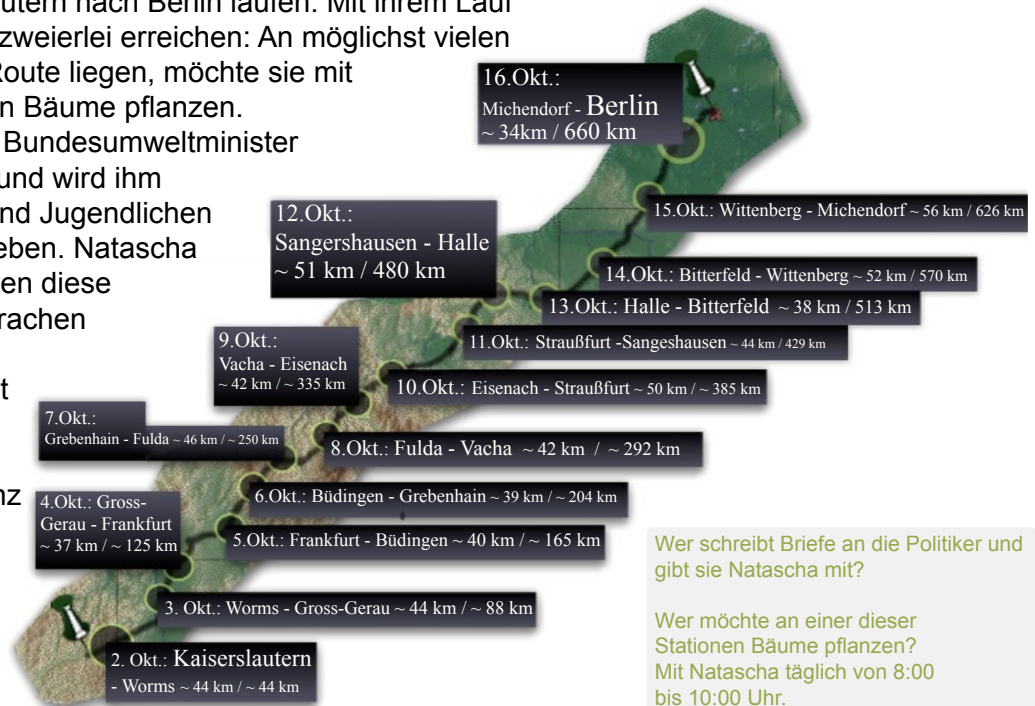 utern nach Berlin laufen. Mit ihrem Lauf
zweierlei erreichen: An möglichst vielen
Route liegen, möchte sie mit
n Bäume pflanzen.
Bundesumweltminister
und wird ihm
nd Jugendlichen
eben. Natascha
ten diese
rachen
t
nz
16.Okt.:
Michendorf - Berlin
~ 34km / 660 km
15.Okt.: Wittenberg - Michendorf ~ 56 km / 626 km
14.Okt.: Bitterfeld - Wittenberg ~ 52 km / 570 km
13.Okt.: Halle - Bitterfeld ~ 38 km / 513 km
12.Okt.:
Sangershausen - Halle
~ 51 km / 480 km
11.Okt.: Straußfurt -Sangeshausen ~ 44 km / 429 km
10.Okt.: Eisenach - Straußfurt ~ 50 km / ~ 385 km
9.Okt.:
Vacha - Eisenach
~ 42 km / ~ 335 km
8.Okt.: Fulda - Vacha ~ 42 km / ~ 292 km
7.Okt.:
Grebenhain - Fulda ~ 46 km / ~ 250 km
6.Okt.: Büdingen - Grebenhain ~ 39 km / ~ 204 km
5.Okt.: Frankfurt - Büdingen ~ 40 km / ~ 165 km
4.Okt.: Gross-
Gerau - Frankfurt
~ 37 km / ~ 125 km
3. Okt.: Worms - Gross-Gerau ~ 44 km / ~ 88 km
2. Okt.: Kaiserslautern
- Worms ~ 44 km / ~ 44 km
Wer schreibt Briefe an die Politiker und
gibt sie Natascha mit?
Wer möchte an einer dieser
Stationen Bäume pflanzen?
Mit Natascha täglich von 8:00
bis 10:00 Uhr.